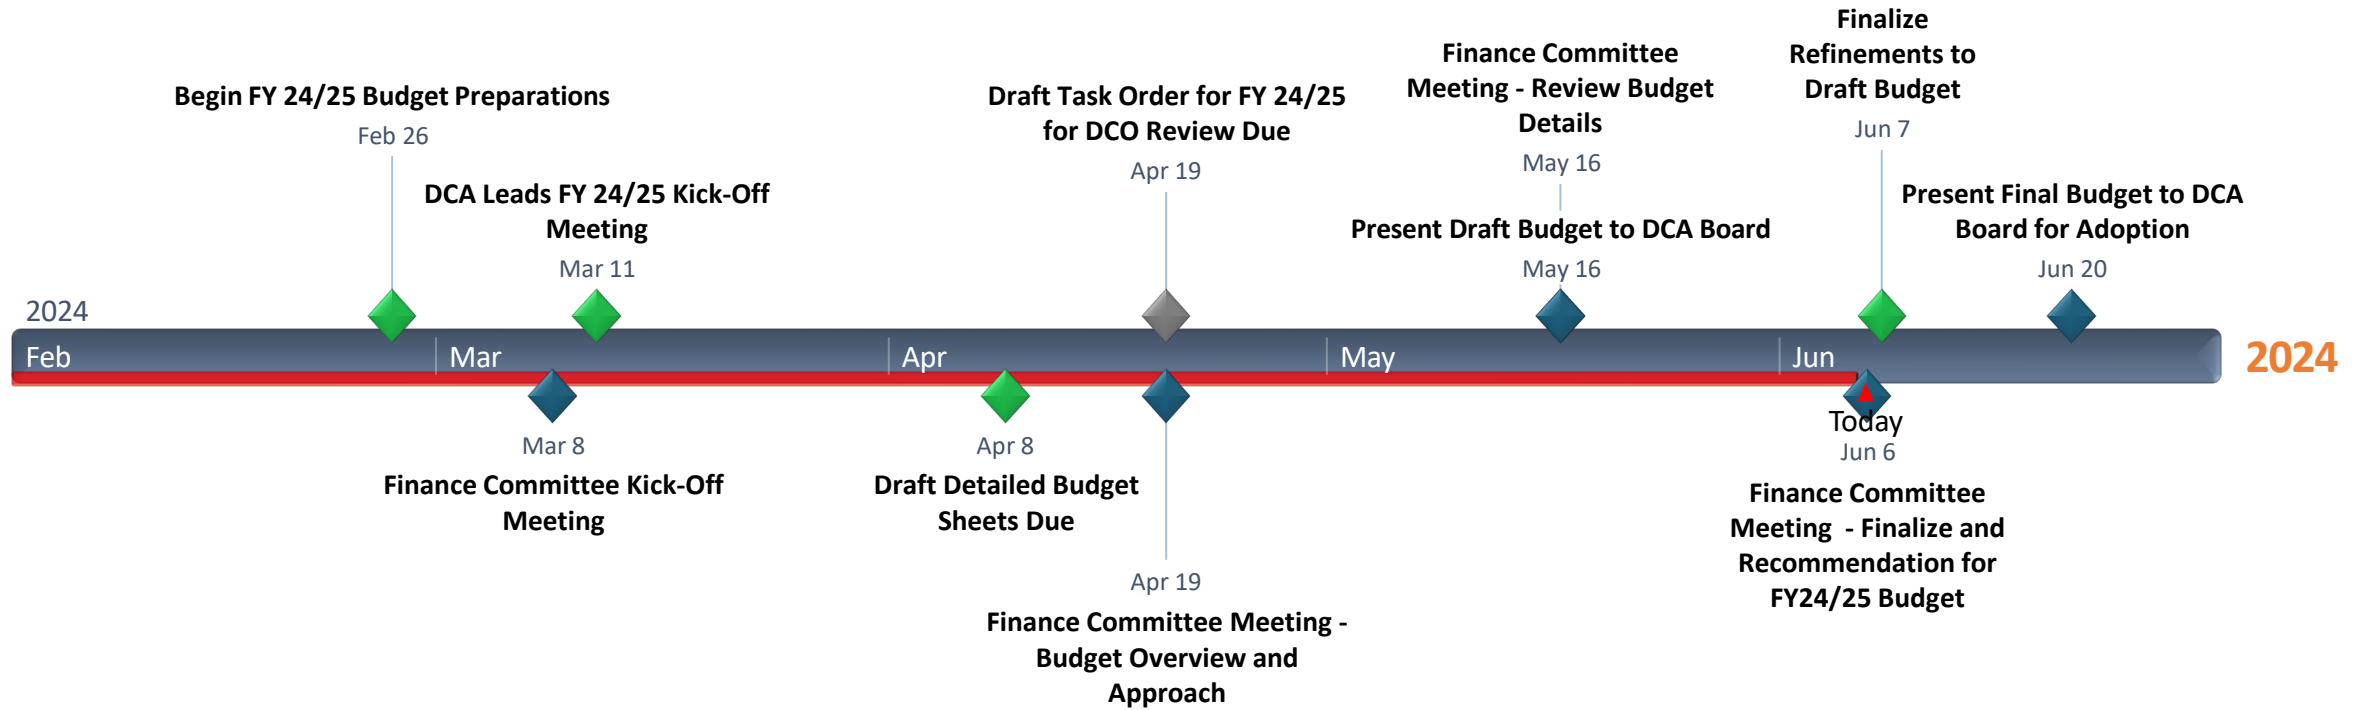 Begin FY 24/25 Budget Preparations
Feb 26
DCA Leads FY 24/25 Kick-Off
Meeting
Mar 11
Draft Task Order for FY 24/25
for DCO Review Due
Apr 19
Finance Committee
Meeting - Review Budget
Details
May 16
Present Draft Budget to DCA Board
May 16
Finalize
Refinements to
Draft Budget
Jun 7
Present Final Budget to DCA
Board for Adoption
Jun 20
2024
Feb
Mar
Apr
May
Jun
2024
Mar 8
Finance Committee Kick-Off
Meeting
Apr 8
Draft Detailed Budget
Sheets Due
Apr 19
Finance Committee Meeting -
Budget Overview and
Approach
Today
Jun 6
Finance Committee
Meeting  - Finalize and
Recommendation for
FY24/25 Budget